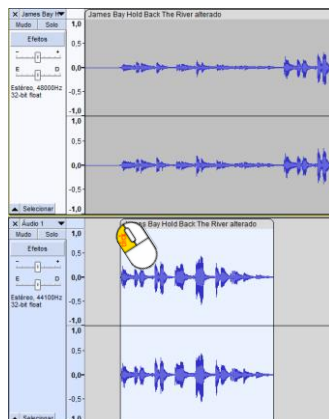 James Bay H
James Bay Hold Back The River alterado
Mudo Solo
Efeitos
- +
E D
Estéreo, 48000Hz
32-bit float
Selecionar
1,0
0,5-
0,0-
-0,5-
-1,0
1,0
0,5-
0,0-
-0,5-
-1,0
Áudio 1
Bay Hold Back The River alterado
Mudo Solo
Efeitos
- +
E D
Estéreo, 44100Hz
32-bit float
Selecionar
1,0
0,5-
0,0-
-0,5-
-1,0
1,0
0,5-
0,0-
-0,5-